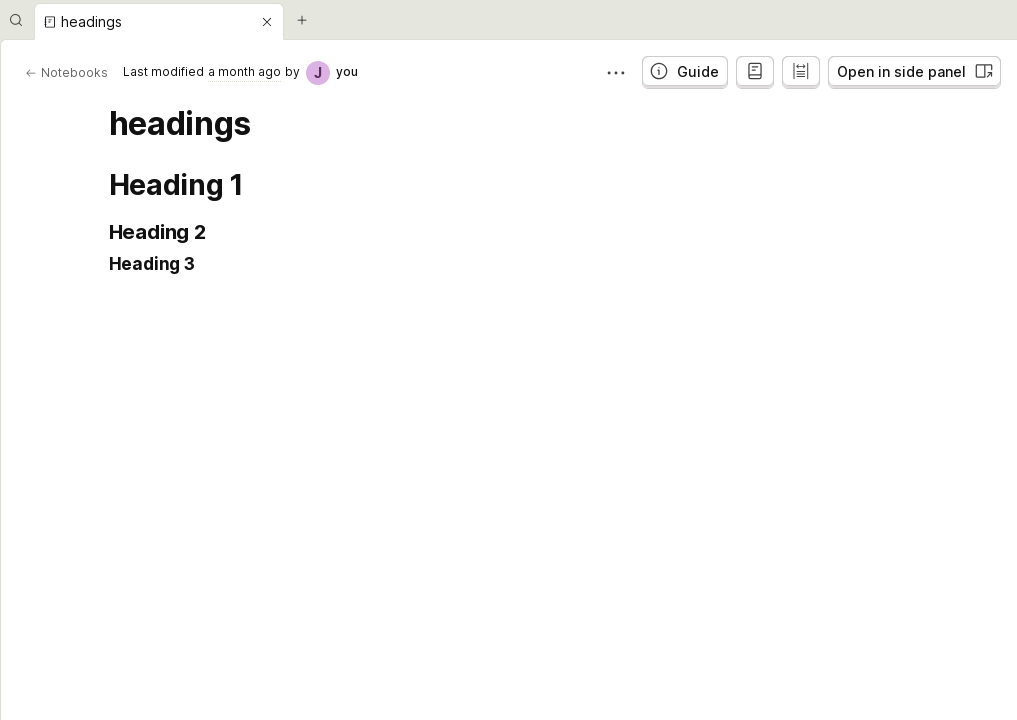 headings
Notebooks
Last modified a month ago by J you
Guide
Open in side panel
headings
Heading 1
Heading 2
Heading 3